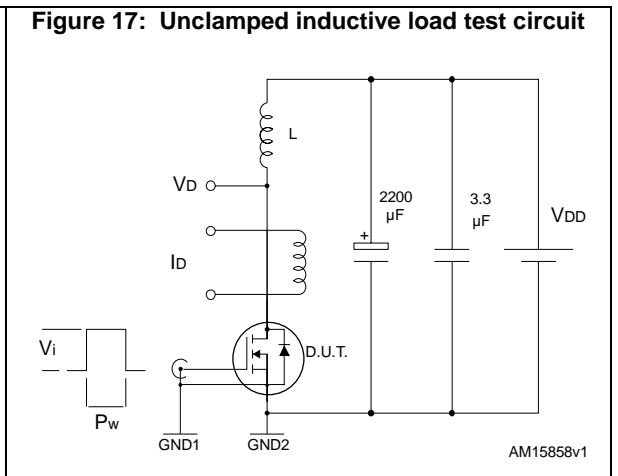 Figure 17: Unclamped inductive load test circuit
L
VD
2200
µF
+
3.3
µF
VDD
ID
Vi
D.U.T.
Pw
GND1
GND2
AM15858v1